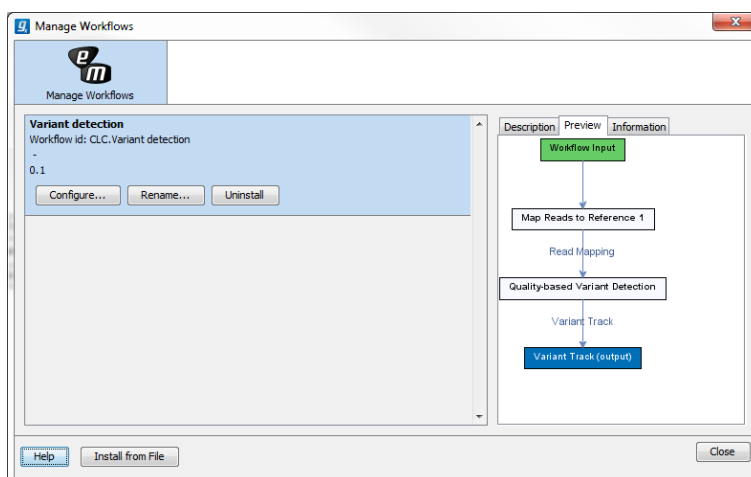 Manage Workflows
Manage Workflows
Variant detection
Workflow id: CLC.Variant detection
-
0.1
Configure... Rename... Uninstall
Description Preview Information
Workflow Input
Map Reads to Reference 1
Read Mapping
Quality-based Variant Detection
Variant Track
Variant Track (output)
Help Install from File Close